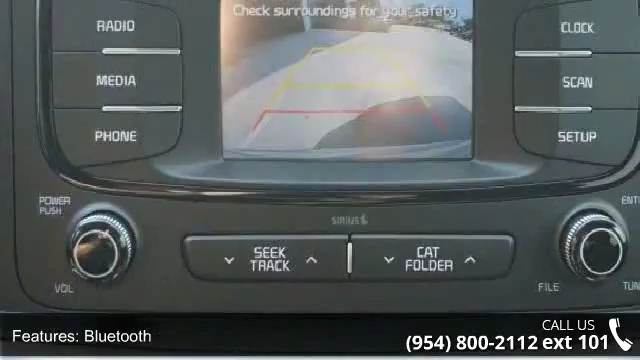 Check surroundings for your safety
RADIO
MEDIA
PHONE
CLOCK
SCAN
SETUP
POWER
PUSH
VOL
SIRIUS
SEEK
TRACK
CAT
FOLDER
FILE
Features: Bluetooth
CALL US
(954) 800-2112 ext 101